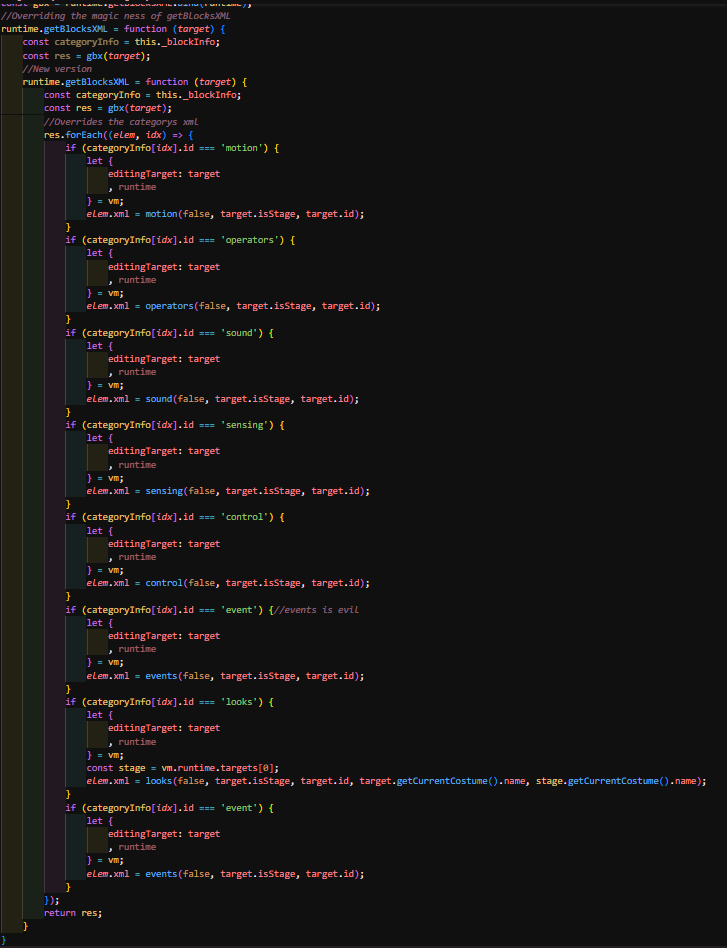 const gbx = runtime.getBlocksXML.bind(runtime);
//Overriding the magic ness of getBlocksXML
runtime.getBlocksXML = function (target) {
    const categoryInfo = this._blockInfo;
    const res = gbx(target);
    //New version
    runtime.getBlocksXML = function (target) {
        const categoryInfo = this._blockInfo;
        const res = gbx(target);
        //Overrides the categorys xml
        res.forEach((elem, idx) => {
            if (categoryInfo[idx].id === 'motion') {
                let {
                    editingTarget: target
                    , runtime
                } = vm;
                elem.xml = motion(false, target.isStage, target.id);
            }
            if (categoryInfo[idx].id === 'operators') {
                let {
                    editingTarget: target
                    , runtime
                } = vm;
                elem.xml = operators(false, target.isStage, target.id);
            }
            if (categoryInfo[idx].id === 'sound') {
                let {
                    editingTarget: target
                    , runtime
                } = vm;
                elem.xml = sound(false, target.isStage, target.id);
            }
            if (categoryInfo[idx].id === 'sensing') {
                let {
                    editingTarget: target
                    , runtime
                } = vm;
                elem.xml = sensing(false, target.isStage, target.id);
            }
            if (categoryInfo[idx].id === 'control') {
                let {
                    editingTarget: target
                    , runtime
                } = vm;
                elem.xml = control(false, target.isStage, target.id);
            }
            if (categoryInfo[idx].id === 'event') {//events is evil
                let {
                    editingTarget: target
                    , runtime
                } = vm;
                elem.xml = events(false, target.isStage, target.id);
            }
            if (categoryInfo[idx].id === 'looks') {
                let {
                    editingTarget: target
                    , runtime
                } = vm;
                const stage = vm.runtime.targets[0];
                elem.xml = looks(false, target.isStage, target.id, target.getCurrentCostume().name, stage.getCurrentCostume().name);
            }
            if (categoryInfo[idx].id === 'event') {
                let {
                    editingTarget: target
                    , runtime
                } = vm;
                elem.xml = events(false, target.isStage, target.id);
            }
        });
        return res;
    }
}